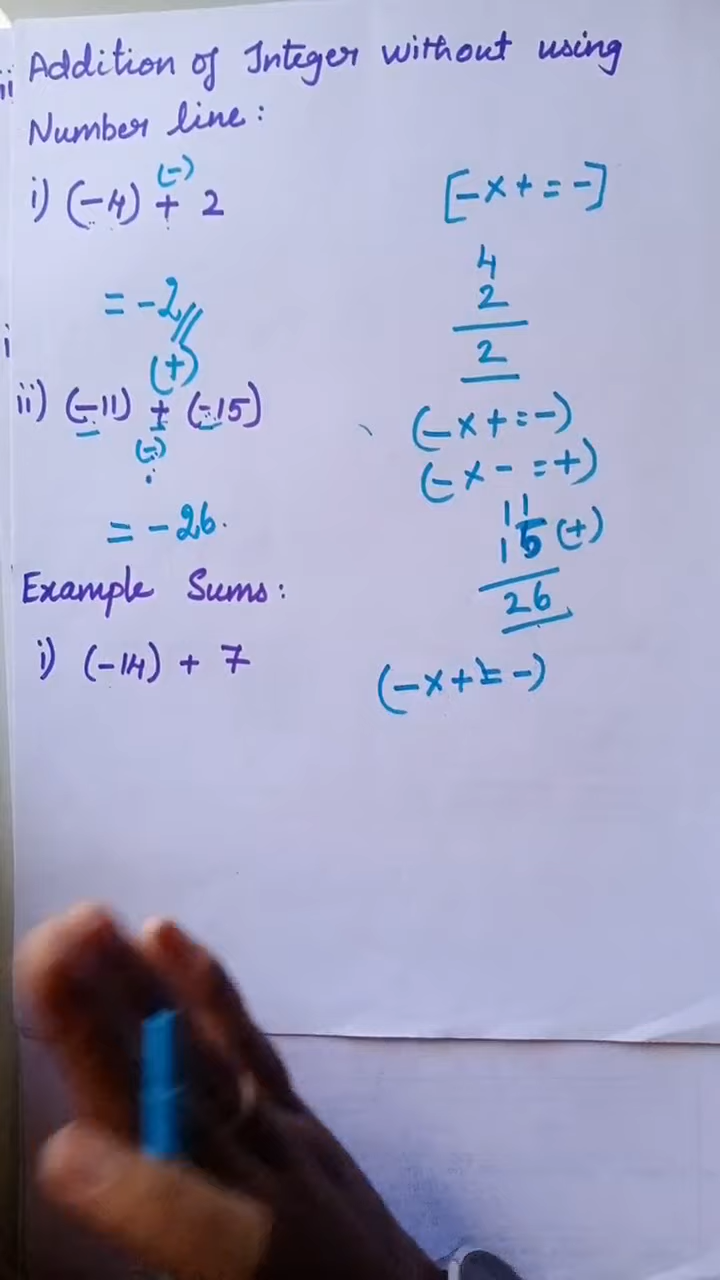 Addition of Integer without using
Number line:
(-)
i) (-4) + 2
[- x + = -]
4
2
2
= -2
(+)
ii) (-11) + (-15)
(-)
(- x + = -)
(- x - = +)
11
15 (+)
26
= -26.
Example Sums:
i) (-14) + 7
(- x + = -)